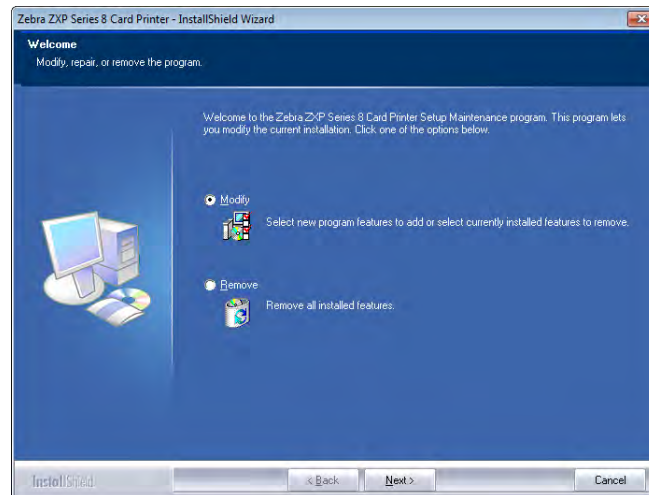 Zebra ZXP Series 8 Card Printer - InstallShield Wizard
Welcome
Modify, repair, or remove the program.
Welcome to the Zebra ZXP Series 8 Card Printer Setup Maintenance program. This program lets
you modify the current installation. Click one of the options below.
Modify
Select new program features to add or select currently installed features to remove.
Remove
Remove all installed features.
InstallShield
< Back
Next >
Cancel